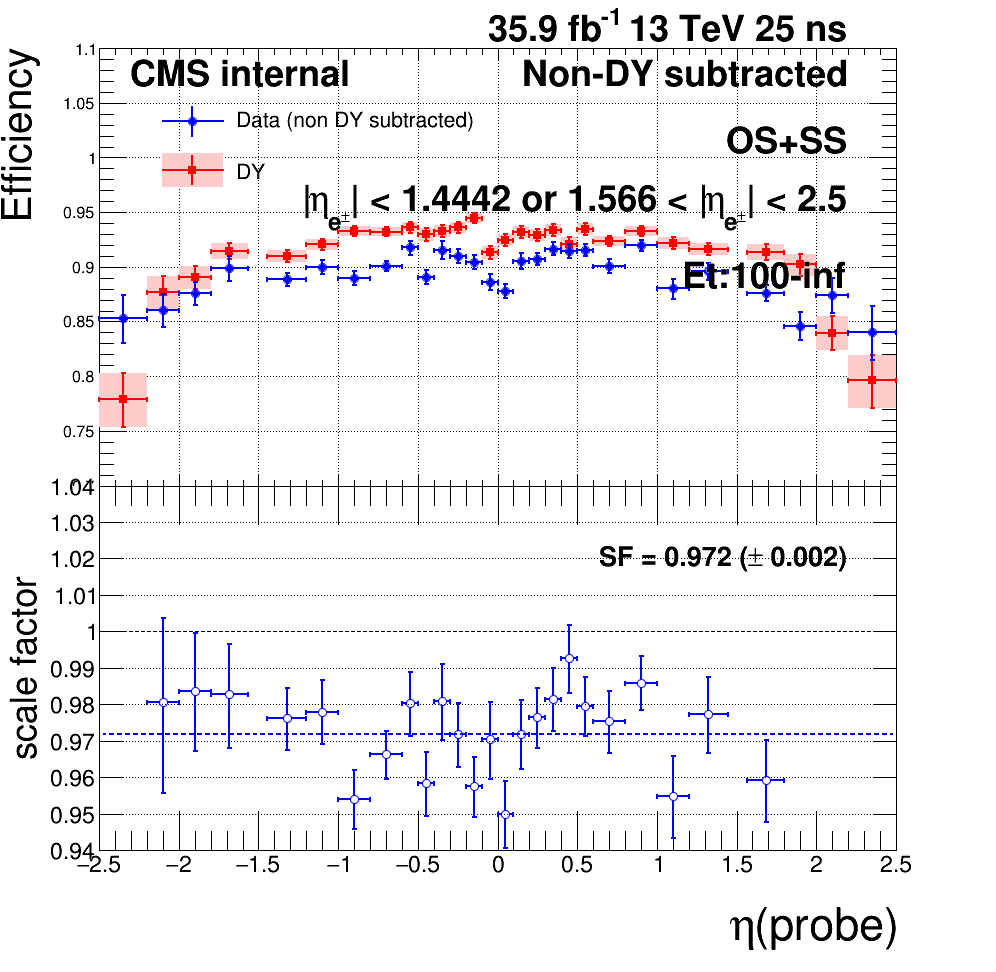 35.9 fb-1 13 TeV 25 ns
Efficiency
1.1
CMS internal
Non-DY subtracted
1.05
Data (non DY subtracted)
OS+SS
1
DY
|ηe±| < 1.4442 or 1.566 < |ηe±| < 2.5
0.95
0.9
Et:100-inf
0.85
0.8
0.75
1.04
1.03
1.02
SF = 0.972 (± 0.002)
1.01
1
0.99
0.98
0.97
0.96
0.95
0.94
scale factor
−2.5 −2 −1.5 −1 −0.5 0 0.5 1 1.5 2 2.5
η(probe)